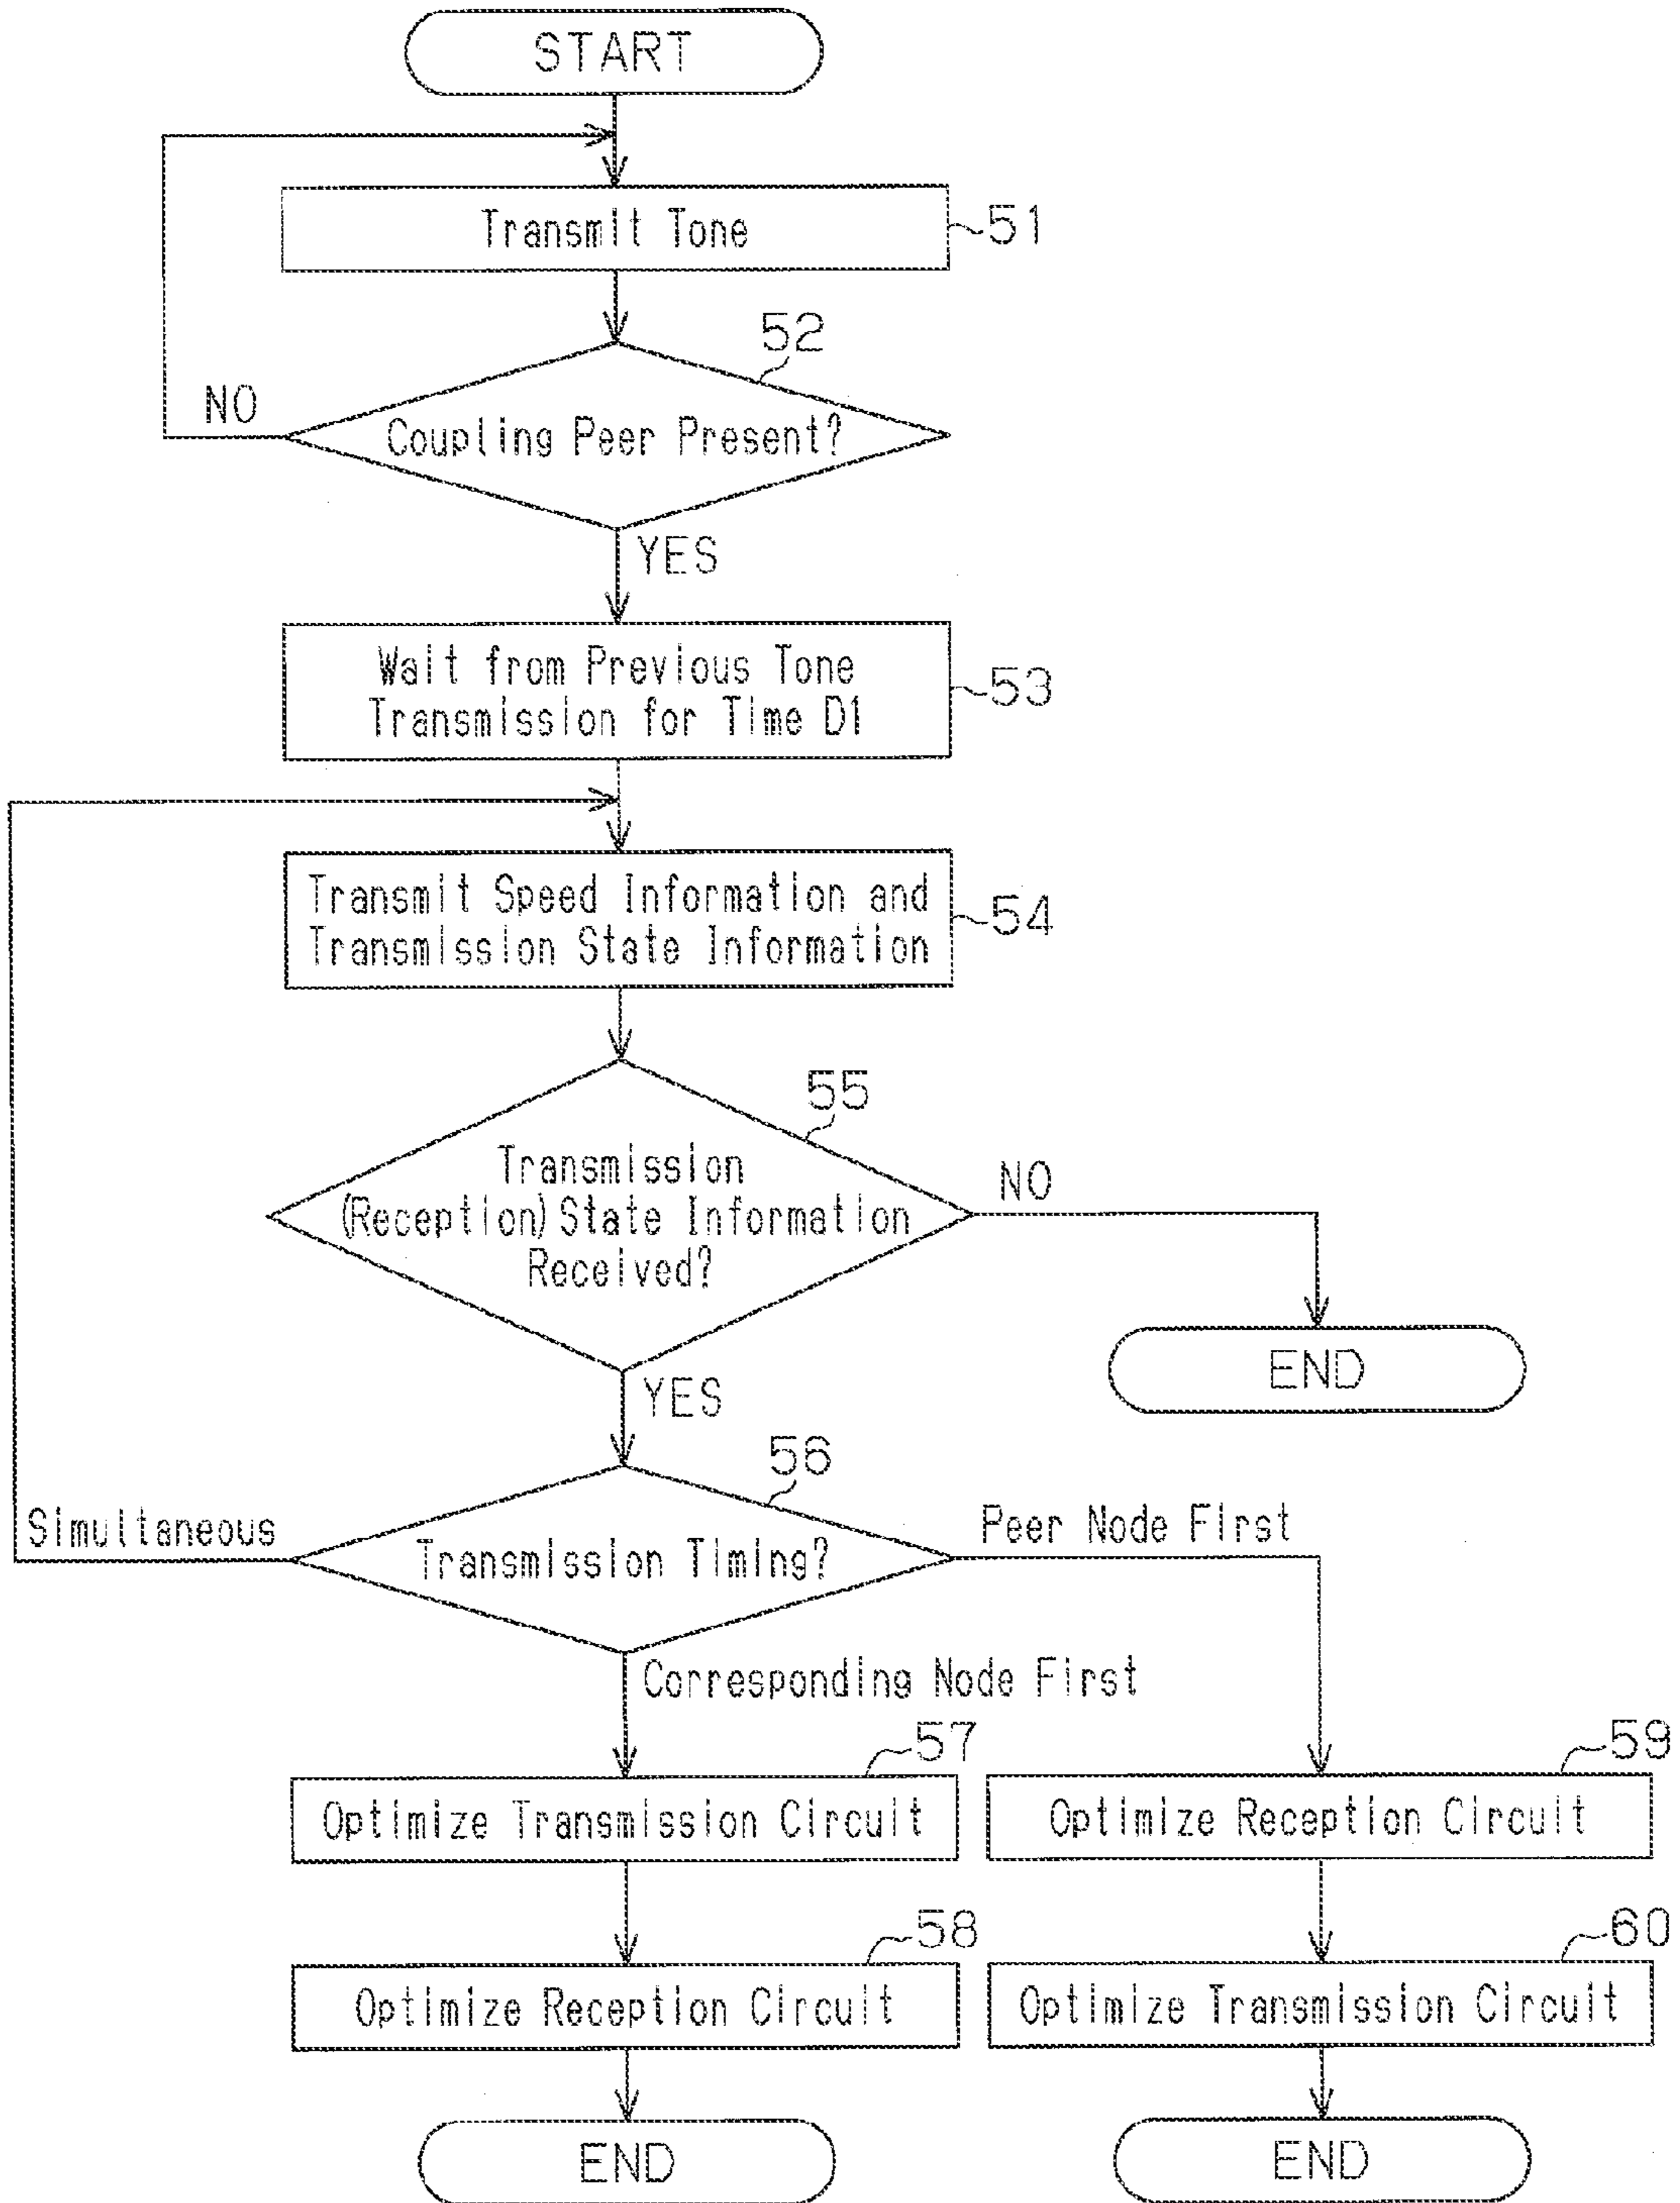 START
Transmit Tone
51
52
NO
Coupling Peer Present?
YES
Wait from Previous Tone
Transmission for Time D1
53
Transmit Speed Information and
Transmission State Information
54
55
Transmission
(Reception) State Information
Received?
NO
END
YES
56
Simultaneous
Transmission Timing?
Peer Node First
Corresponding Node First
57
59
Optimize Transmission Circuit
Optimize Reception Circuit
58
60
Optimize Reception Circuit
Optimize Transmission Circuit
END
END